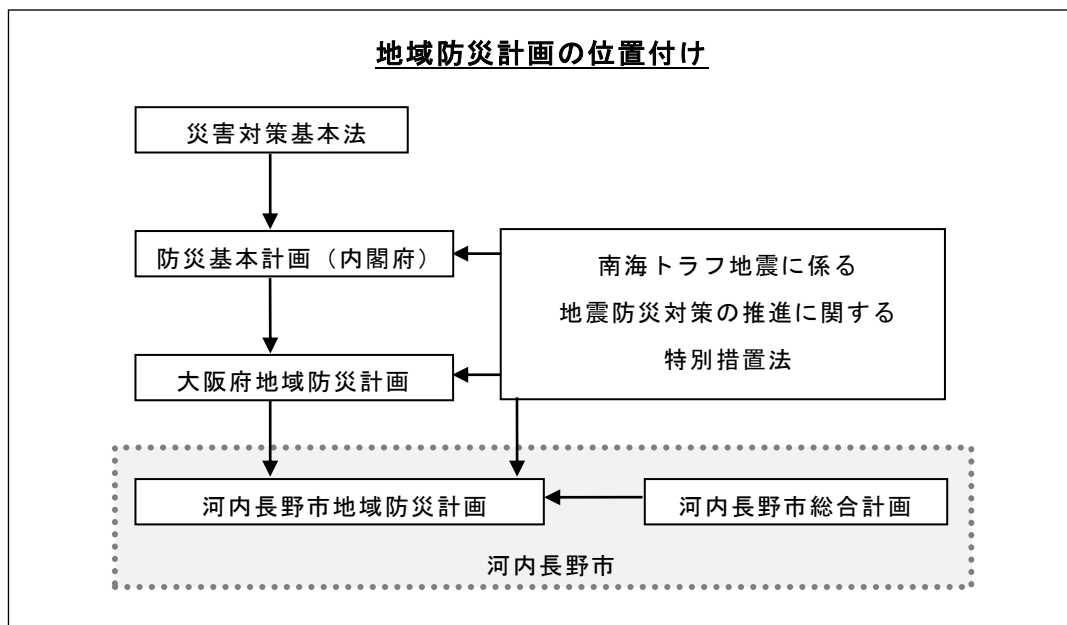 地域防災計画の位置付け
災害対策基本法
防災基本計画（内閣府）
南海トラフ地震に係る
地震防災対策の推進に関する
特別措置法
大阪府地域防災計画
河内長野市地域防災計画
河内長野市総合計画
河内長野市